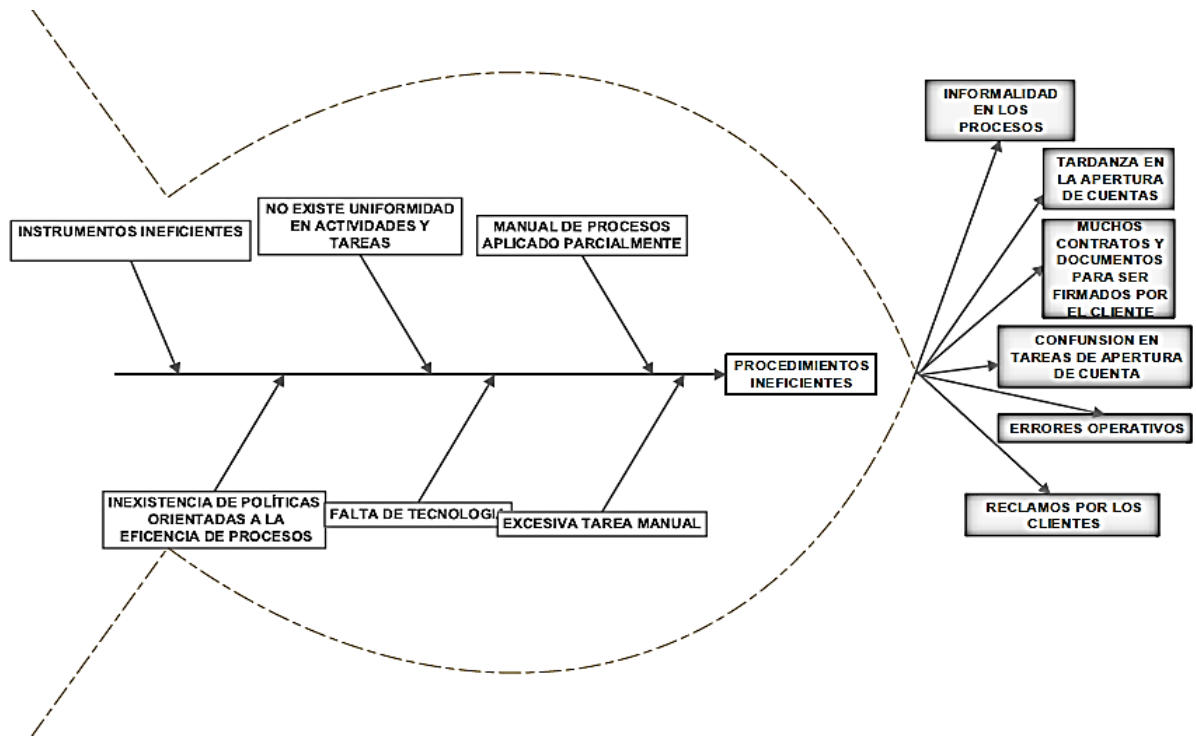 INFORMALIDAD
EN LOS
PROCESOS
TARDANZA EN
LA APERTURA
DE CUENTAS
MUCHOS
CONTRATOS Y
DOCUMENTOS
PARA SER
FIRMADOS POR
EL CLIENTE
CONFUNSION EN
TAREAS DE APERTURA
DE CUENTA
ERRORES OPERATIVOS
RECLAMOS POR LOS
CLIENTES
INSTRUMENTOS INEFICIENTES
NO EXISTE UNIFORMIDAD
EN ACTIVIDADES Y
TAREAS
MANUAL DE PROCESOS
APLICADO PARCIALMENTE
PROCEDIMIENTOS
INEFICIENTES
INEXISTENCIA DE POLÍTICAS
ORIENTADAS A LA
EFICENCIA DE PROCESOS
FALTA DE TECNOLOGIA
EXCESIVA TAREA MANUAL